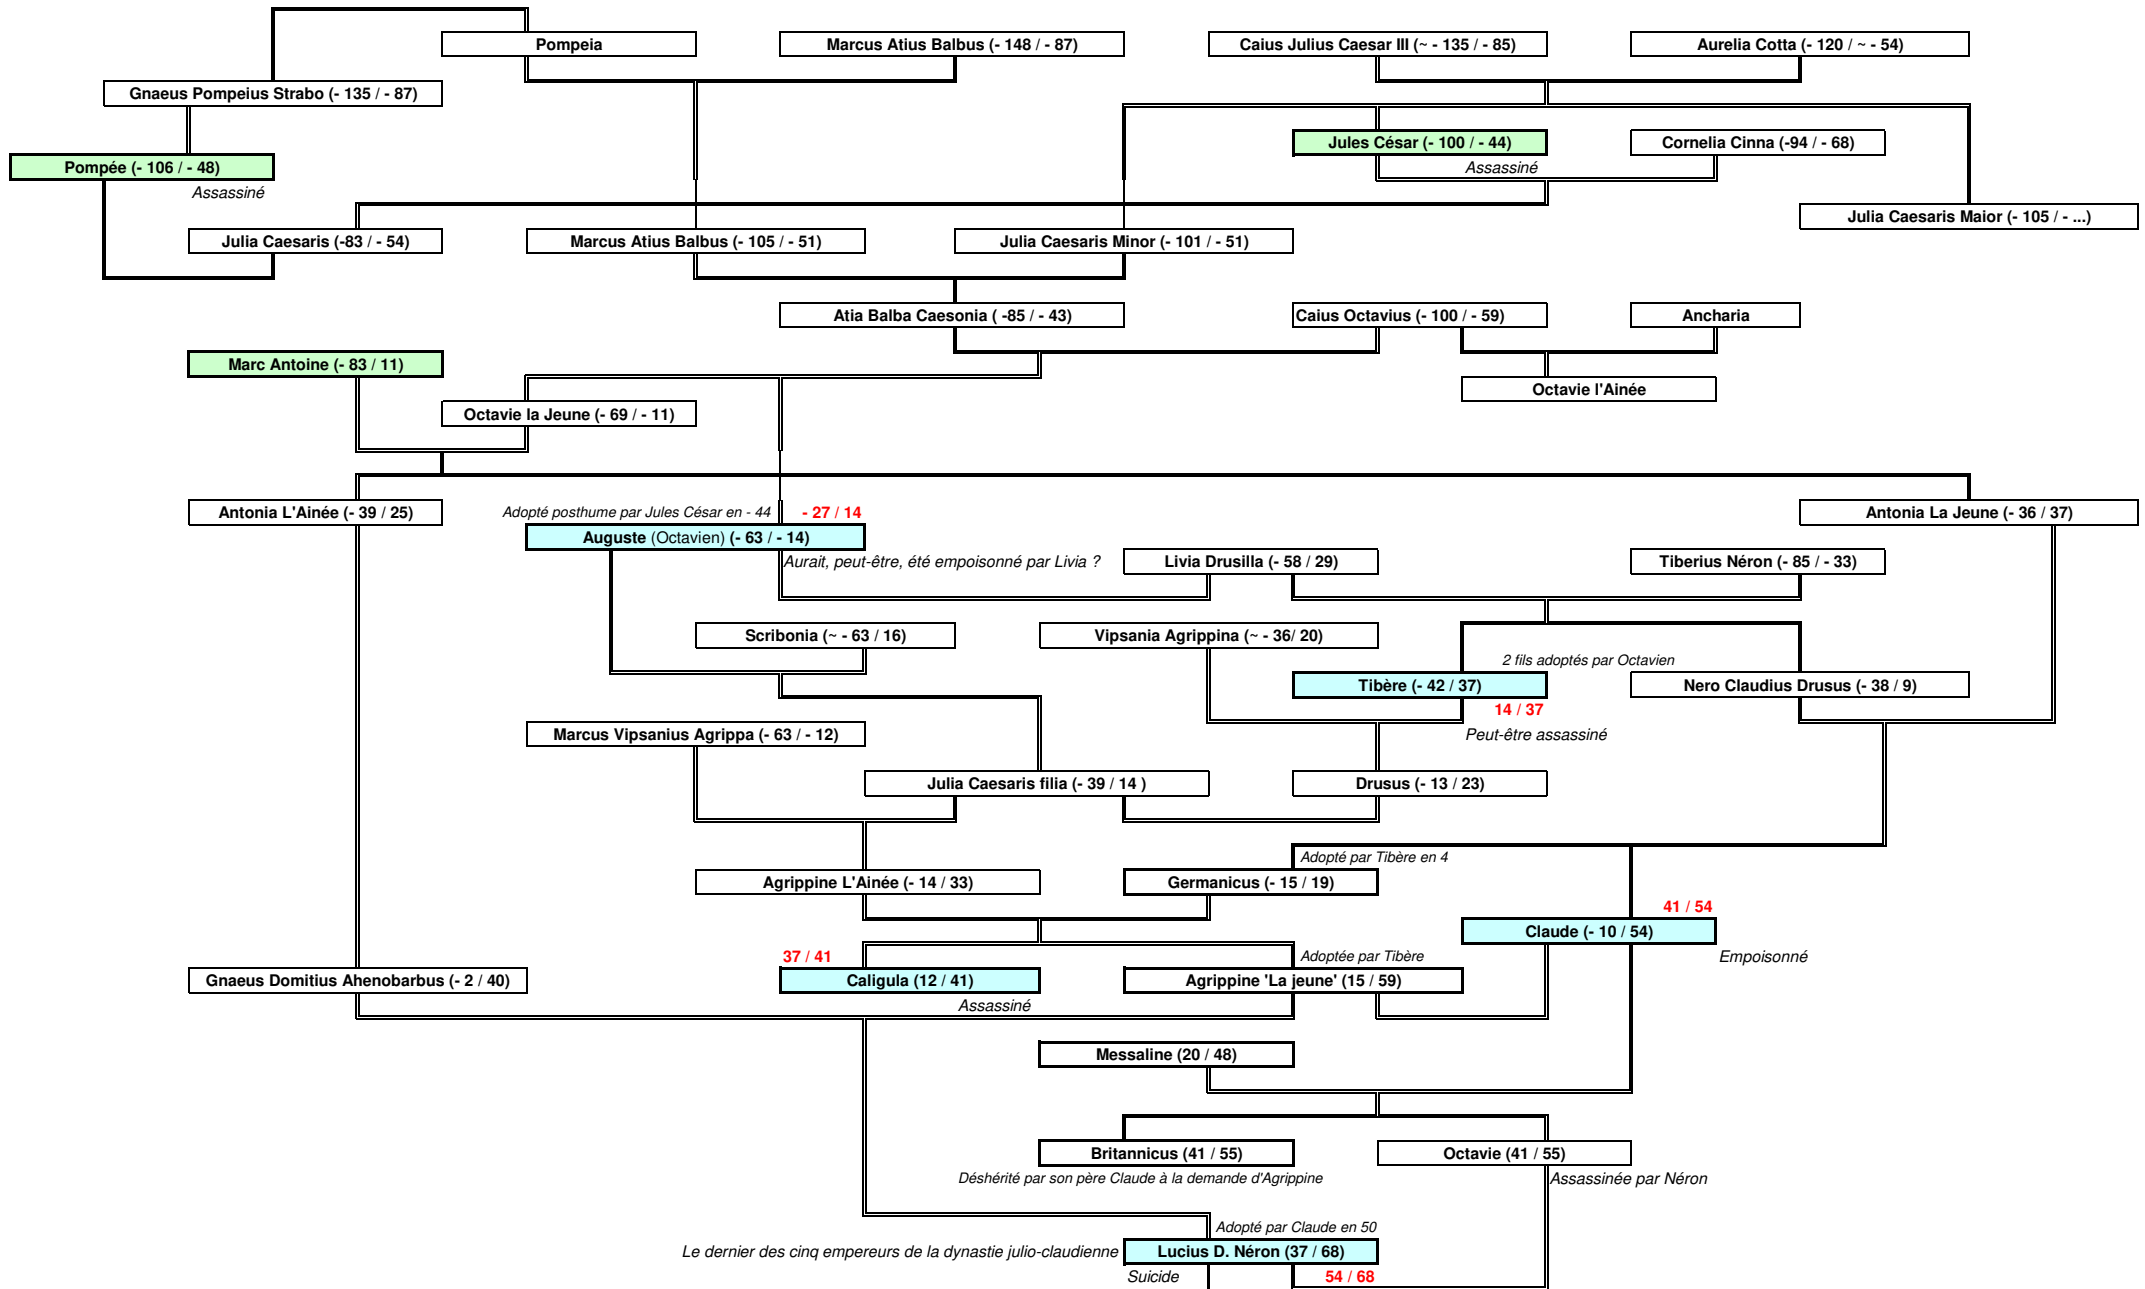 Pompeia
Marcus Atius Balbus (- 148 / - 87)
Caius Julius Caesar III (~ - 135 / - 85)
Aurelia Cotta (- 120 / ~ - 54)
Gnaeus Pompeius Strabo (- 135 / - 87)
Jules César (- 100 / - 44)
Cornelia Cinna (-94 / - 68)
Pompée (- 106 / - 48)
Assassiné
Assassiné
Julia Caesaris Maior (- 105 / - ...)
Julia Caesaris (-83 / - 54)
Marcus Atius Balbus (- 105 / - 51)
Julia Caesaris Minor (- 101 / - 51)
Atia Balba Caesonia ( -85 / - 43)
Caius Octavius (- 100 / - 59)
Ancharia
Marc Antoine (- 83 / 11)
Octavie l'Ainée
Octavie la Jeune (- 69 / - 11)
Antonia L'Ainée (- 39 / 25)
Adopté posthume par Jules César en - 44
- 27 / 14
Antonia La Jeune (- 36 / 37)
Auguste (Octavien) (- 63 / - 14)
Aurait, peut-être, été empoisonné par Livia ?
Livia Drusilla (- 58 / 29)
Tiberius Néron (- 85 / - 33)
Scribonia (~ - 63 / 16)
Vipsania Agrippina (~ - 36/ 20)
2 fils adoptés par Octavien
Tibère (- 42 / 37)
Nero Claudius Drusus (- 38 / 9)
14 / 37
Marcus Vipsanius Agrippa (- 63 / - 12)
Peut-être assassiné
Julia Caesaris filia (- 39 / 14 )
Drusus (- 13 / 23)
Adopté par Tibère en 4
Agrippine L'Ainée (- 14 / 33)
Germanicus (- 15 / 19)
41 / 54
Claude (- 10 / 54)
37 / 41
Adoptée par Tibère
Empoisonné
Gnaeus Domitius Ahenobarbus (- 2 / 40)
Caligula (12 / 41)
Agrippine 'La jeune' (15 / 59)
Assassiné
Messaline (20 / 48)
Britannicus (41 / 55)
Octavie (41 / 55)
Déshérité par son père Claude à la demande d'Agrippine
Assassinée par Néron
Adopté par Claude en 50
Le dernier des cinq empereurs de la dynastie julio-claudienne
Lucius D. Néron (37 / 68)
Suicide
54 / 68